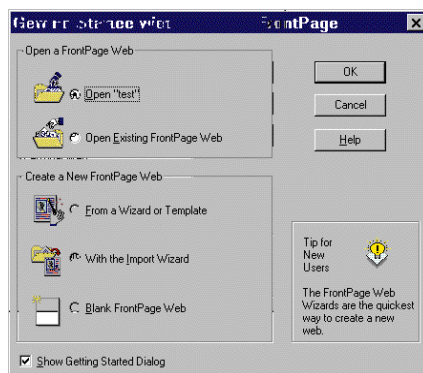 FrontPage
Open a FrontPage Web
Open "test"
OK
Cancel
Open Existing FrontPage Web
Help
Create a New FrontPage Web
From a Wizard or Template
With the Import Wizard
Blank FrontPage Web
Tip for
New
Users
The FrontPage Web
Wizards are the quickest
way to create a new
web.
Show Getting Started Dialog